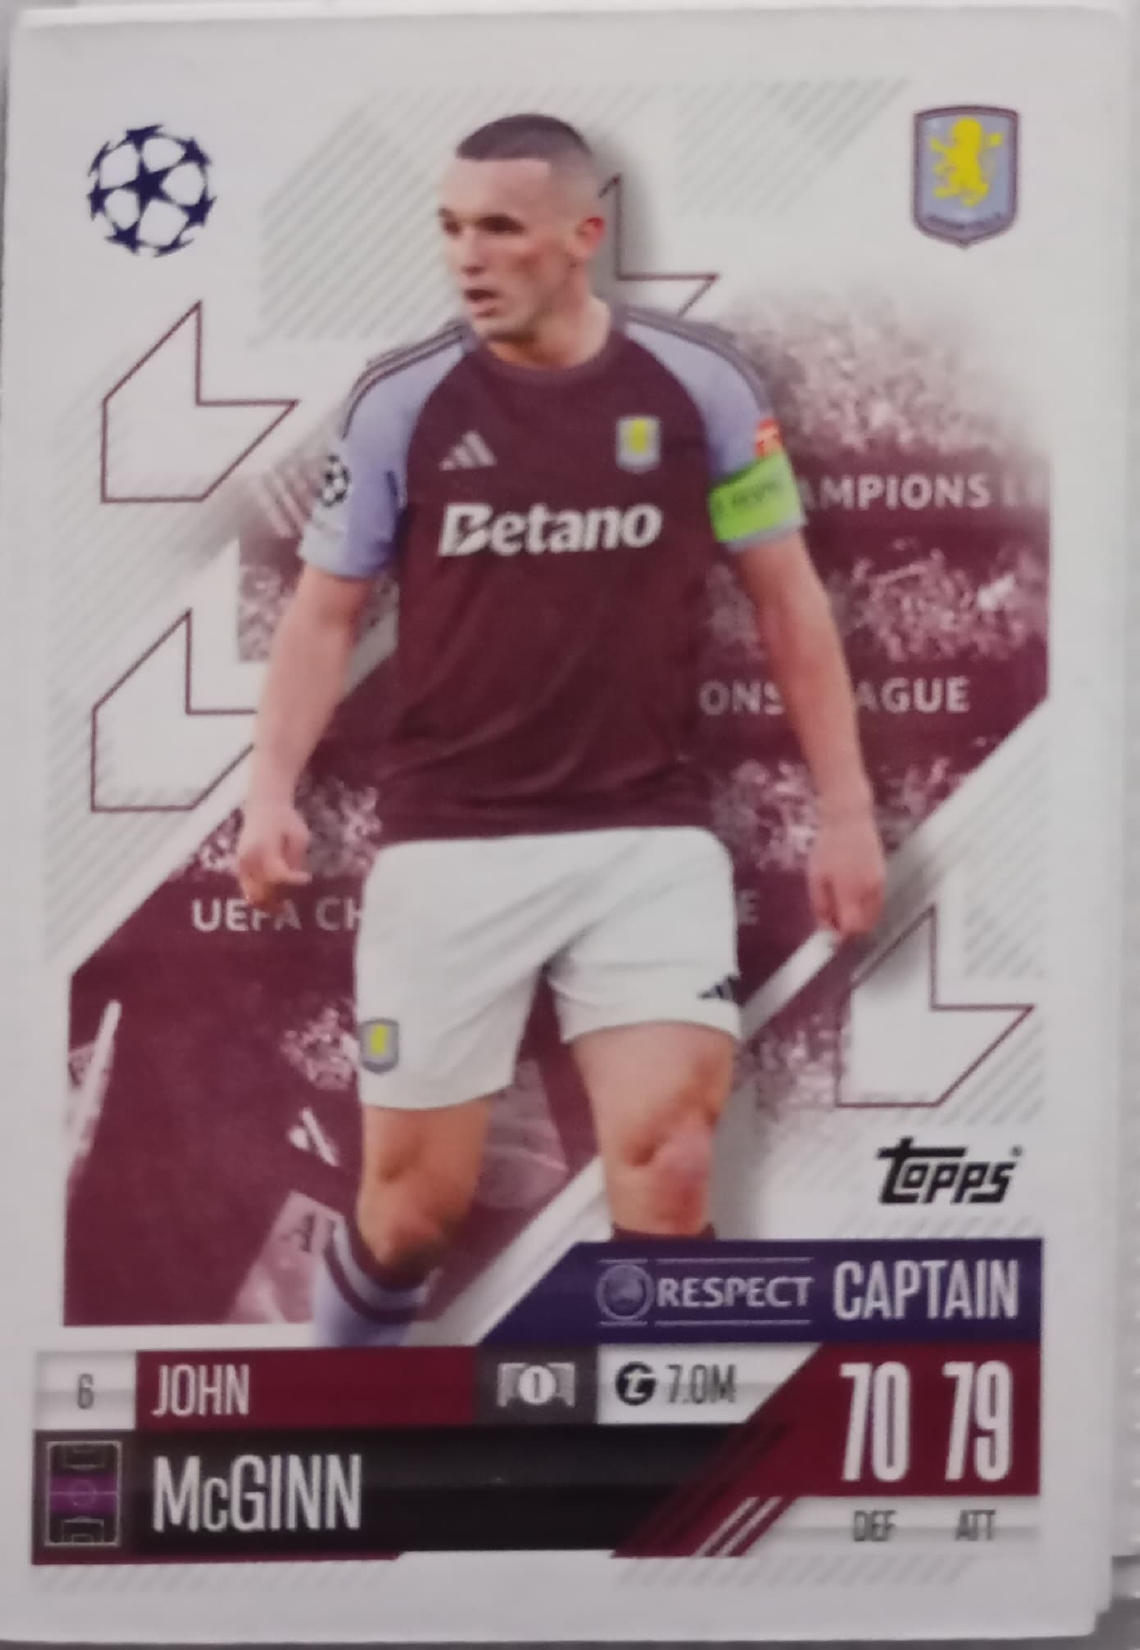 Betano
AMPIONS L
ONS AGUE
UEFA CH E
TOPPS
RESPECT CAPTAIN
6 JOHN 1 7.0M 70 79
McGINN
DEF ATT